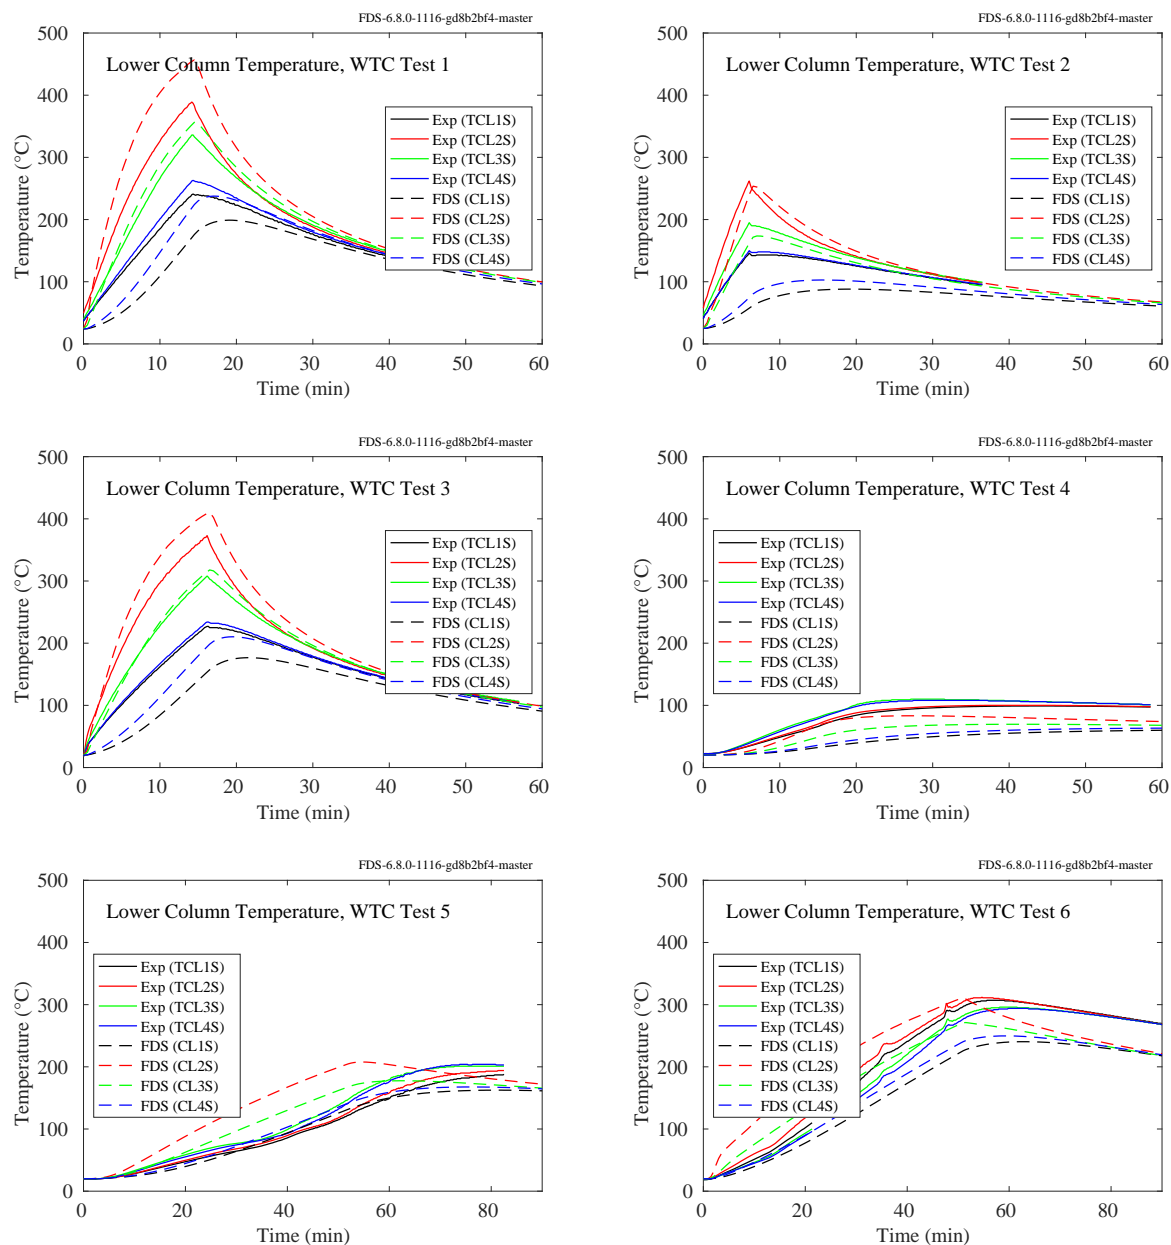 FDS-6.8.0-1116-gd8b2bf4-master
Lower Column Temperature, WTC Test 1
Exp (TCL1S)
Exp (TCL2S)
Exp (TCL3S)
Exp (TCL4S)
FDS (CL1S)
FDS (CL2S)
FDS (CL3S)
FDS (CL4S)
500
400
300
200
100
0
Temperature (°C)
0 10 20 30 40 50 60
Time (min)
FDS-6.8.0-1116-gd8b2bf4-master
Lower Column Temperature, WTC Test 2
Exp (TCL1S)
Exp (TCL2S)
Exp (TCL3S)
Exp (TCL4S)
FDS (CL1S)
FDS (CL2S)
FDS (CL3S)
FDS (CL4S)
500
400
300
200
100
0
Temperature (°C)
0 10 20 30 40 50 60
Time (min)
FDS-6.8.0-1116-gd8b2bf4-master
Lower Column Temperature, WTC Test 3
Exp (TCL1S)
Exp (TCL2S)
Exp (TCL3S)
Exp (TCL4S)
FDS (CL1S)
FDS (CL2S)
FDS (CL3S)
FDS (CL4S)
500
400
300
200
100
0
Temperature (°C)
0 10 20 30 40 50 60
Time (min)
FDS-6.8.0-1116-gd8b2bf4-master
Lower Column Temperature, WTC Test 4
Exp (TCL1S)
Exp (TCL2S)
Exp (TCL3S)
Exp (TCL4S)
FDS (CL1S)
FDS (CL2S)
FDS (CL3S)
FDS (CL4S)
500
400
300
200
100
0
Temperature (°C)
0 10 20 30 40 50 60
Time (min)
FDS-6.8.0-1116-gd8b2bf4-master
Lower Column Temperature, WTC Test 5
Exp (TCL1S)
Exp (TCL2S)
Exp (TCL3S)
Exp (TCL4S)
FDS (CL1S)
FDS (CL2S)
FDS (CL3S)
FDS (CL4S)
500
400
300
200
100
0
Temperature (°C)
0 20 40 60 80
Time (min)
FDS-6.8.0-1116-gd8b2bf4-master
Lower Column Temperature, WTC Test 6
Exp (TCL1S)
Exp (TCL2S)
Exp (TCL3S)
Exp (TCL4S)
FDS (CL1S)
FDS (CL2S)
FDS (CL3S)
FDS (CL4S)
500
400
300
200
100
0
Temperature (°C)
0 20 40 60 80
Time (min)